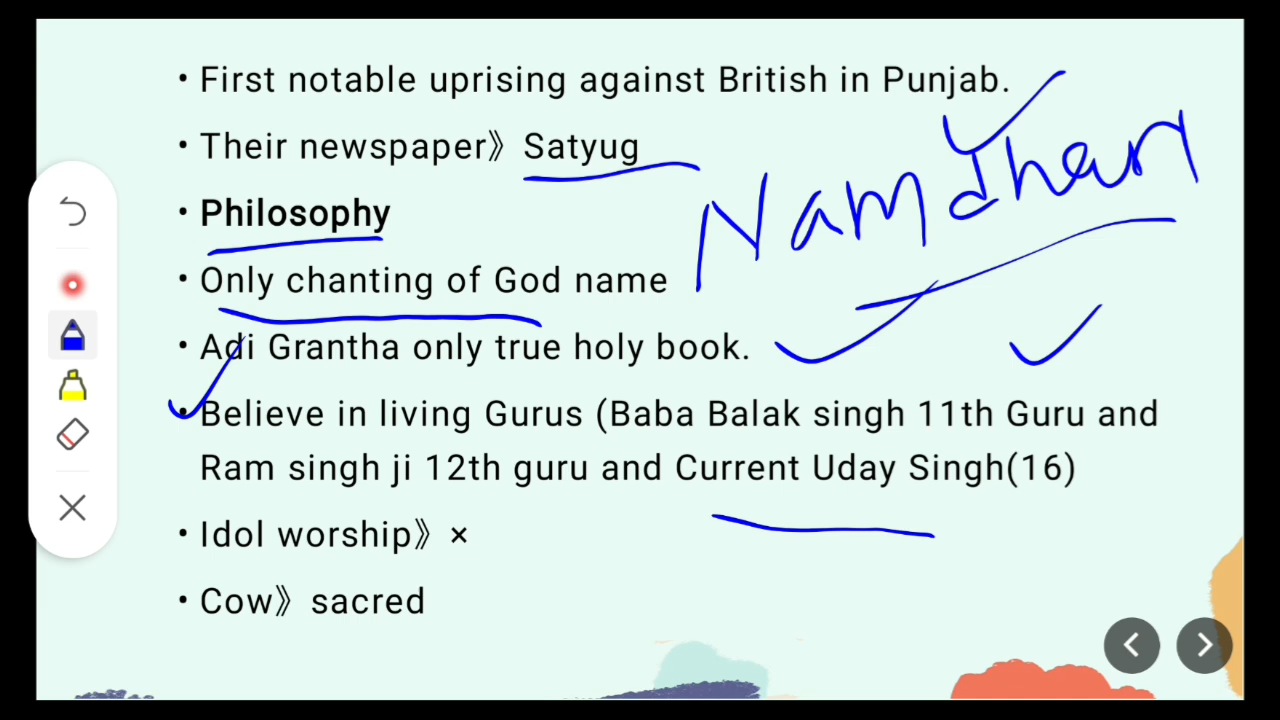 • First notable uprising against British in Punjab.
• Their newspaper》 Satyug
Namdhari
• Philosophy
• Only chanting of God name
• Adi Grantha only true holy book.
• Believe in living Gurus (Baba Balak singh 11th Guru and
Ram singh ji 12th guru and Current Uday Singh(16)
• Idol worship》 ×
• Cow》 sacred